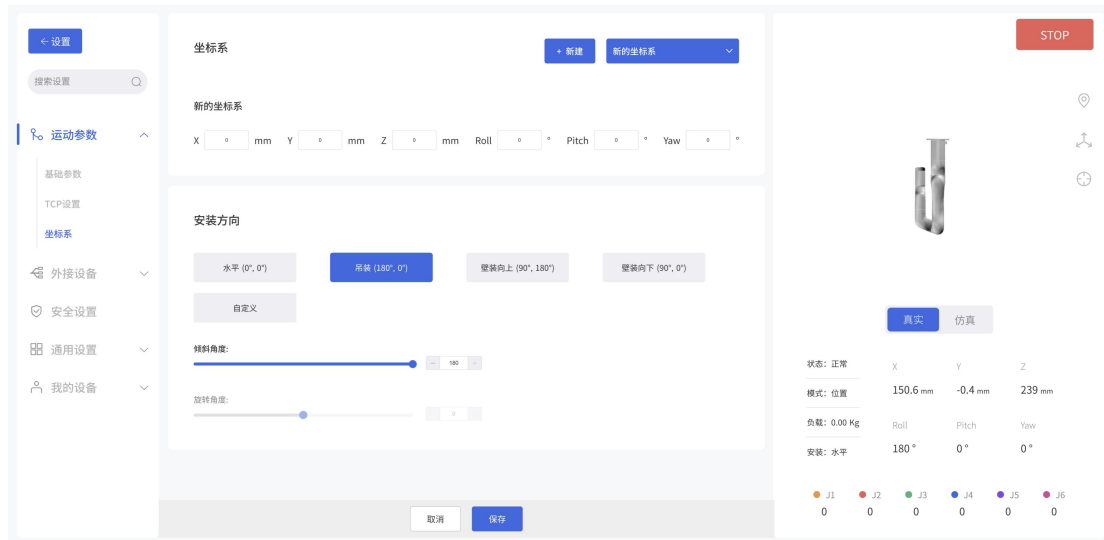 ←设置
搜索设置
运动参数
基础参数
TCP设置
坐标系
外接设备
安全设置
通用设置
我的设备
坐标系
+ 新建
新的坐标系
新的坐标系
X 0 mm Y 0 mm Z 0 mm Roll 0 ° Pitch 0 ° Yaw 0 °
安装方向
水平 (0°, 0°)
吊装 (180°, 0°)
壁装向上 (90°, 180°)
壁装向下 (90°, 0°)
自定义
倾斜角度:
180
旋转角度:
0
取消
保存
STOP
真实
仿真
状态：正常
模式：位置
负载：0.00 Kg
安装：水平
X Y Z
150.6 mm -0.4 mm 239 mm
Roll Pitch Yaw
180 ° 0 ° 0 °
J1 J2 J3 J4 J5 J6
0 0 0 0 0 0